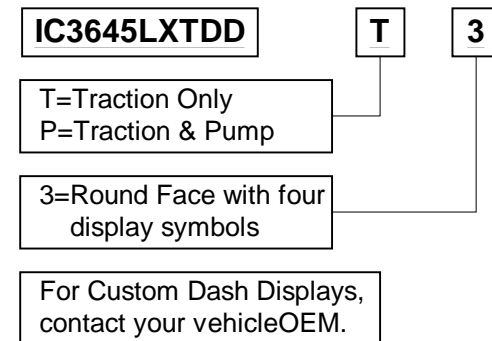 IC3645LXTDD T 3
T=Traction Only
P=Traction & Pump
3=Round Face with four
display symbols
For Custom Dash Displays,
contact your vehicleOEM.